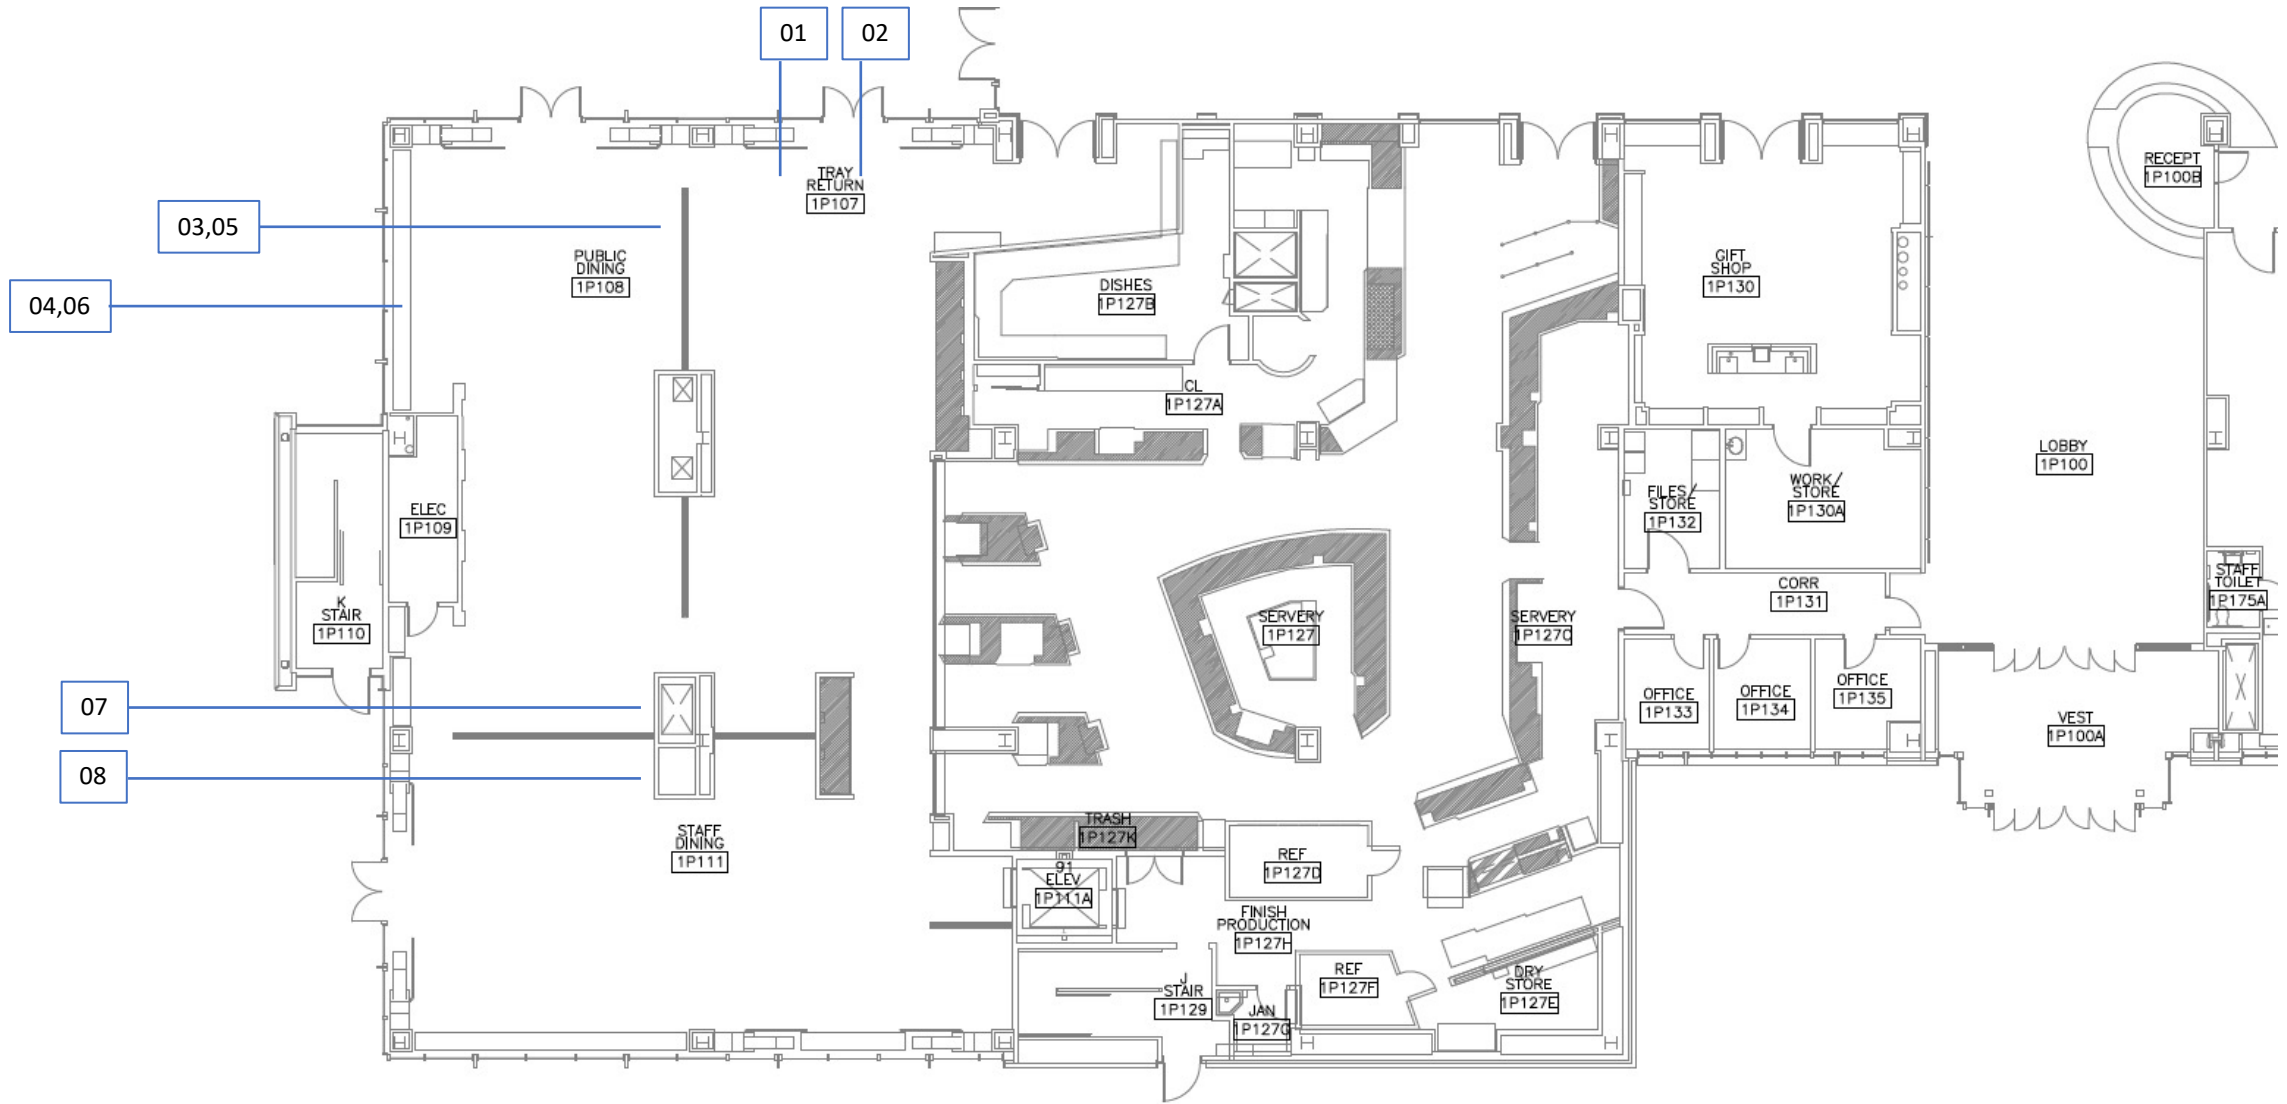 01
02
TRAY
RETURN
1P107
RECEPT
1P100B
03,05
PUBLIC
DINING
1P108
GIFT
SHOP
1P130
04,06
DISHES
1P127B
CL
1P127A
LOBBY
1P100
ELEC
1P109
FILES/
STORE
1P132
WORK/
STORE
1P130A
K
STAIR
1P110
SERVERY
1P127
SERVERY
1P127C
CORR
1P131
STAFF
TOILET
1P175A
07
OFFICE
1P133
OFFICE
1P134
OFFICE
1P135
VEST
1P100A
08
STAFF
DINING
1P111
TRASH
1P127K
91
ELEV
1P111A
REF
1P127D
FINISH
PRODUCTION
1P127H
J
STAIR
1P129
JAN
1P127G
REF
1P127F
DRY
STORE
1P127E